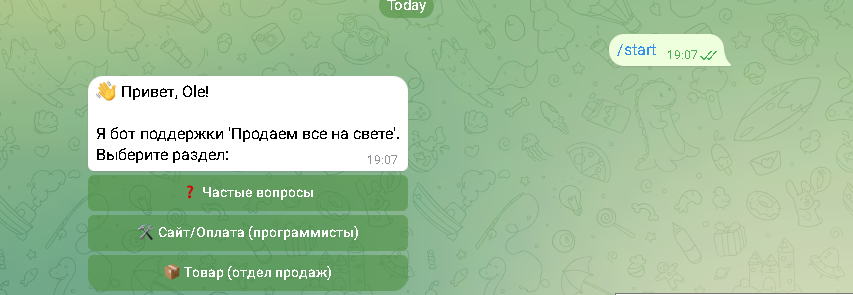 Today
/start 19:07
👋 Привет, Ole!
Я бот поддержки 'Продаем все на свете'.
Выберите раздел:
19:07
❓ Частые вопросы
🛠 Сайт/Оплата (программисты)
📦 Товар (отдел продаж)